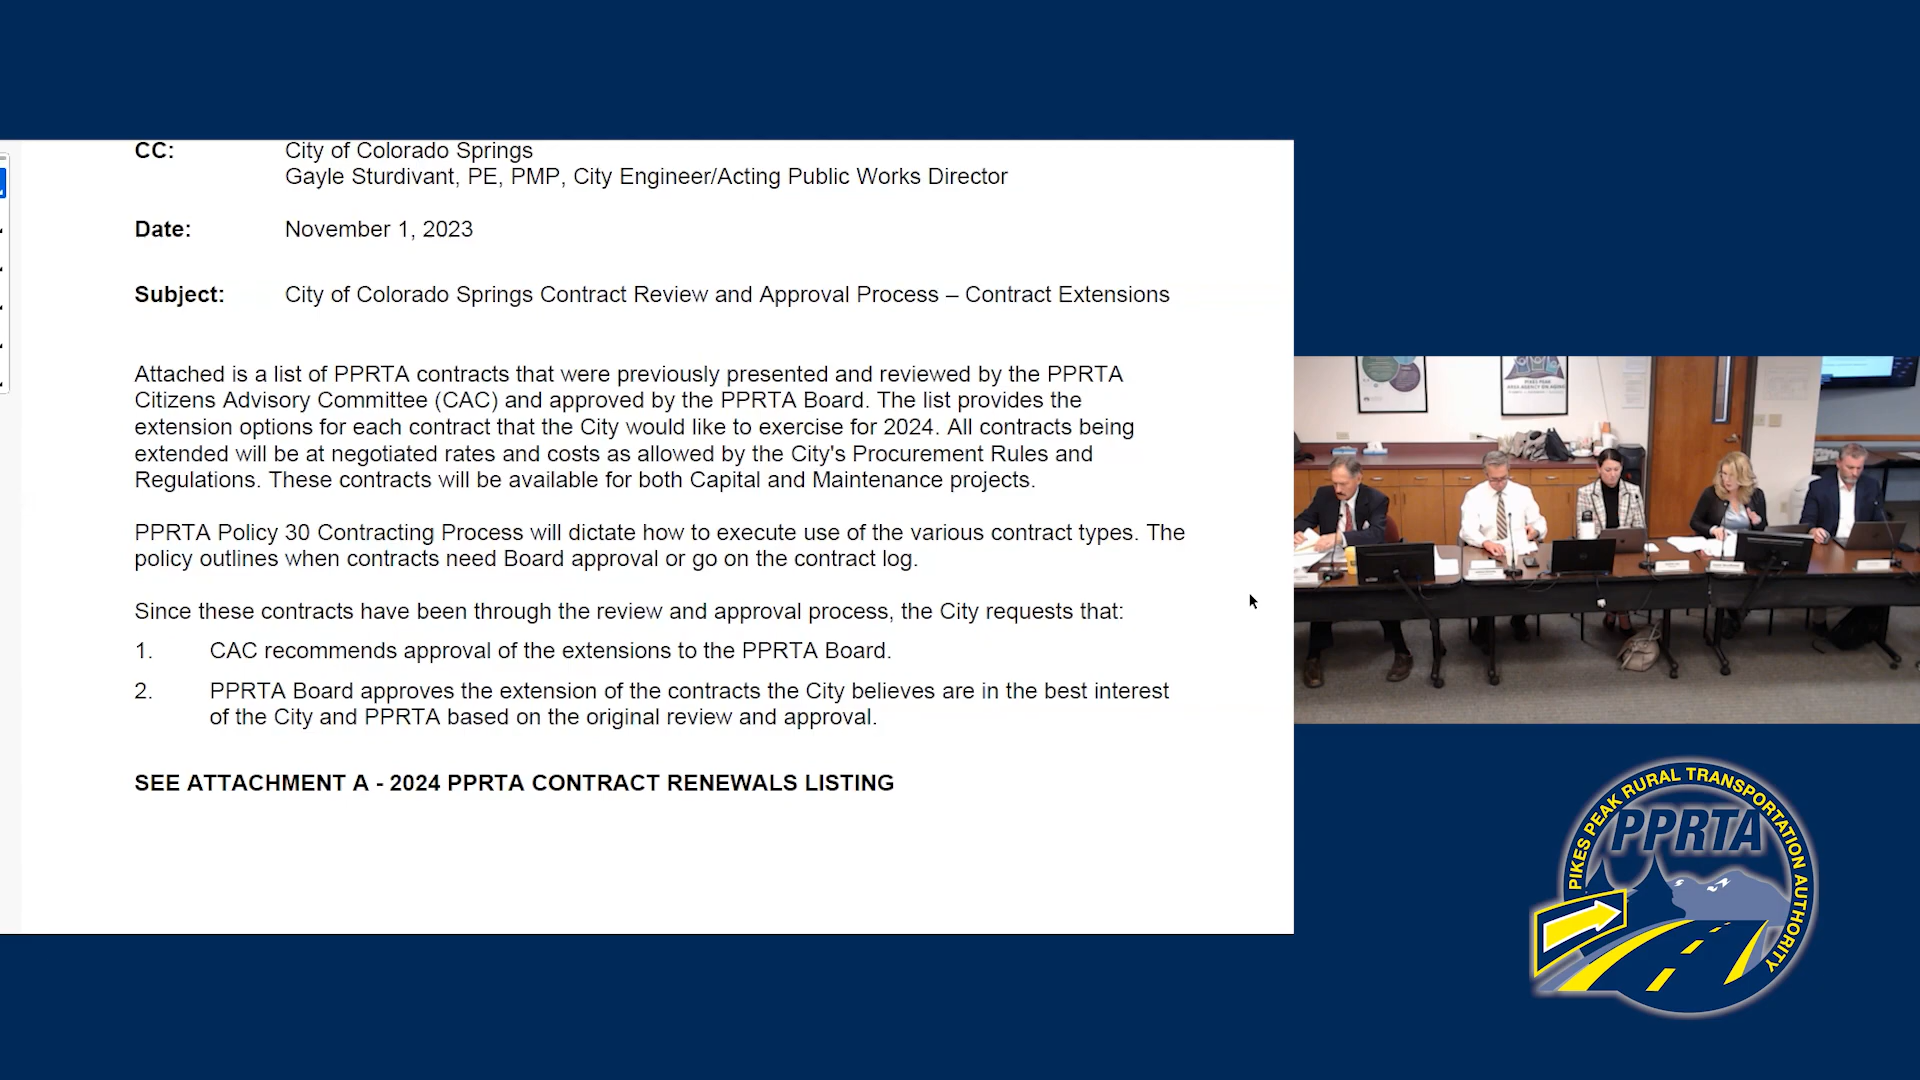 CC: City of Colorado Springs
Gayle Sturdivant, PE, PMP, City Engineer/Acting Public Works Director
Date: November 1, 2023
Subject: City of Colorado Springs Contract Review and Approval Process – Contract Extensions
Attached is a list of PPRTA contracts that were previously presented and reviewed by the PPRTA
Citizens Advisory Committee (CAC) and approved by the PPRTA Board. The list provides the
extension options for each contract that the City would like to exercise for 2024. All contracts being
extended will be at negotiated rates and costs as allowed by the City's Procurement Rules and
Regulations. These contracts will be available for both Capital and Maintenance projects.
PPRTA Policy 30 Contracting Process will dictate how to execute use of the various contract types. The
policy outlines when contracts need Board approval or go on the contract log.
Since these contracts have been through the review and approval process, the City requests that:
1. CAC recommends approval of the extensions to the PPRTA Board.
2. PPRTA Board approves the extension of the contracts the City believes are in the best interest
of the City and PPRTA based on the original review and approval.
SEE ATTACHMENT A - 2024 PPRTA CONTRACT RENEWALS LISTING
PIKES PEAK
AREA AGENCY ON AGING
PIKES PEAK RURAL TRANSPORTATION AUTHORITY
PPRTA